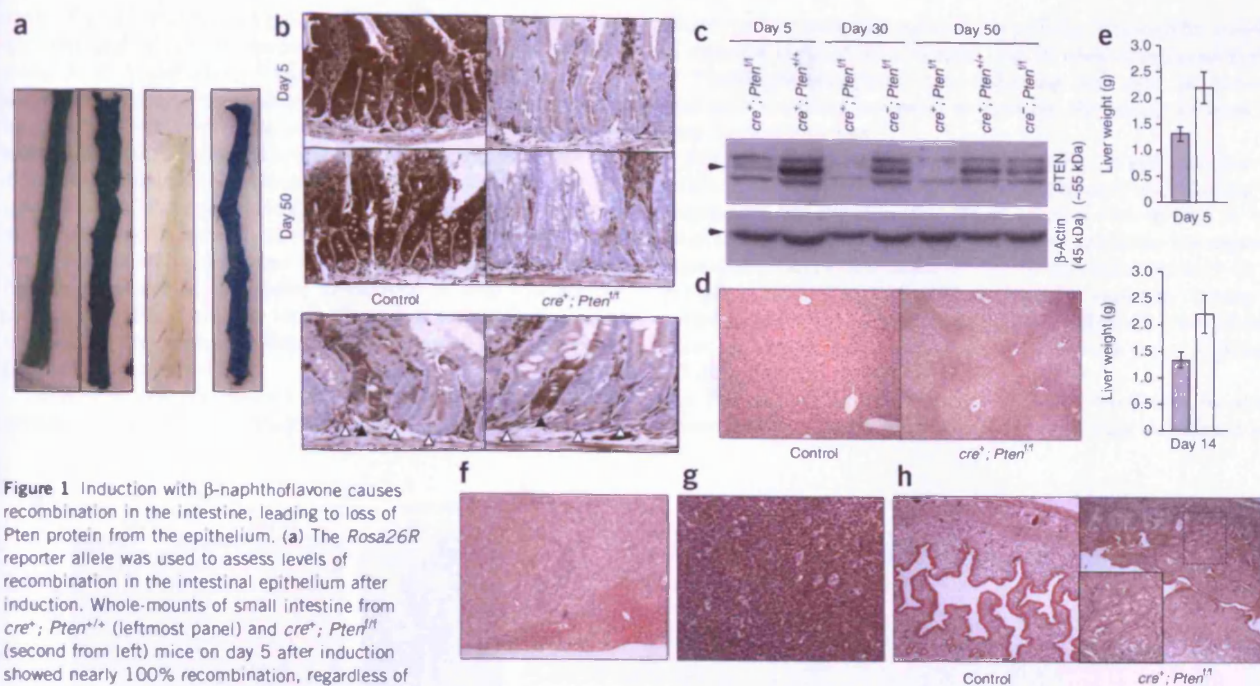 a
b
Day 5
Day 50
Control
cre⁺; Pten^f/f
c
Day 5
Day 30
Day 50
cre⁺; Pten^f/f
cre⁺; Pten^+/+
cre⁺; Pten^f/f
cre⁺; Pten^f/f
cre⁺; Pten^f/f
cre⁺; Pten^+/+
cre⁺; Pten^f/f
PTEN
(~55 kDa)
β-Actin
(45 kDa)
d
Control
cre⁺; Pten^f/f
e
Liver weight (g)
3.0
2.5
2.0
1.5
1.0
0.5
0
Day 5
Liver weight (g)
3.0
2.5
2.0
1.5
1.0
0.5
0
Day 14
f
g
h
Control
cre⁺; Pten^f/f
Figure 1 Induction with β-naphthoflavone causes
recombination in the intestine, leading to loss of
Pten protein from the epithelium. (a) The Rosa26R
reporter allele was used to assess levels of
recombination in the intestinal epithelium after
induction. Whole-mounts of small intestine from
cre⁺; Pten^+/+ (leftmost panel) and cre⁺; Pten^f/f
(second from left) mice on day 5 after induction
showed nearly 100% recombination, regardless of